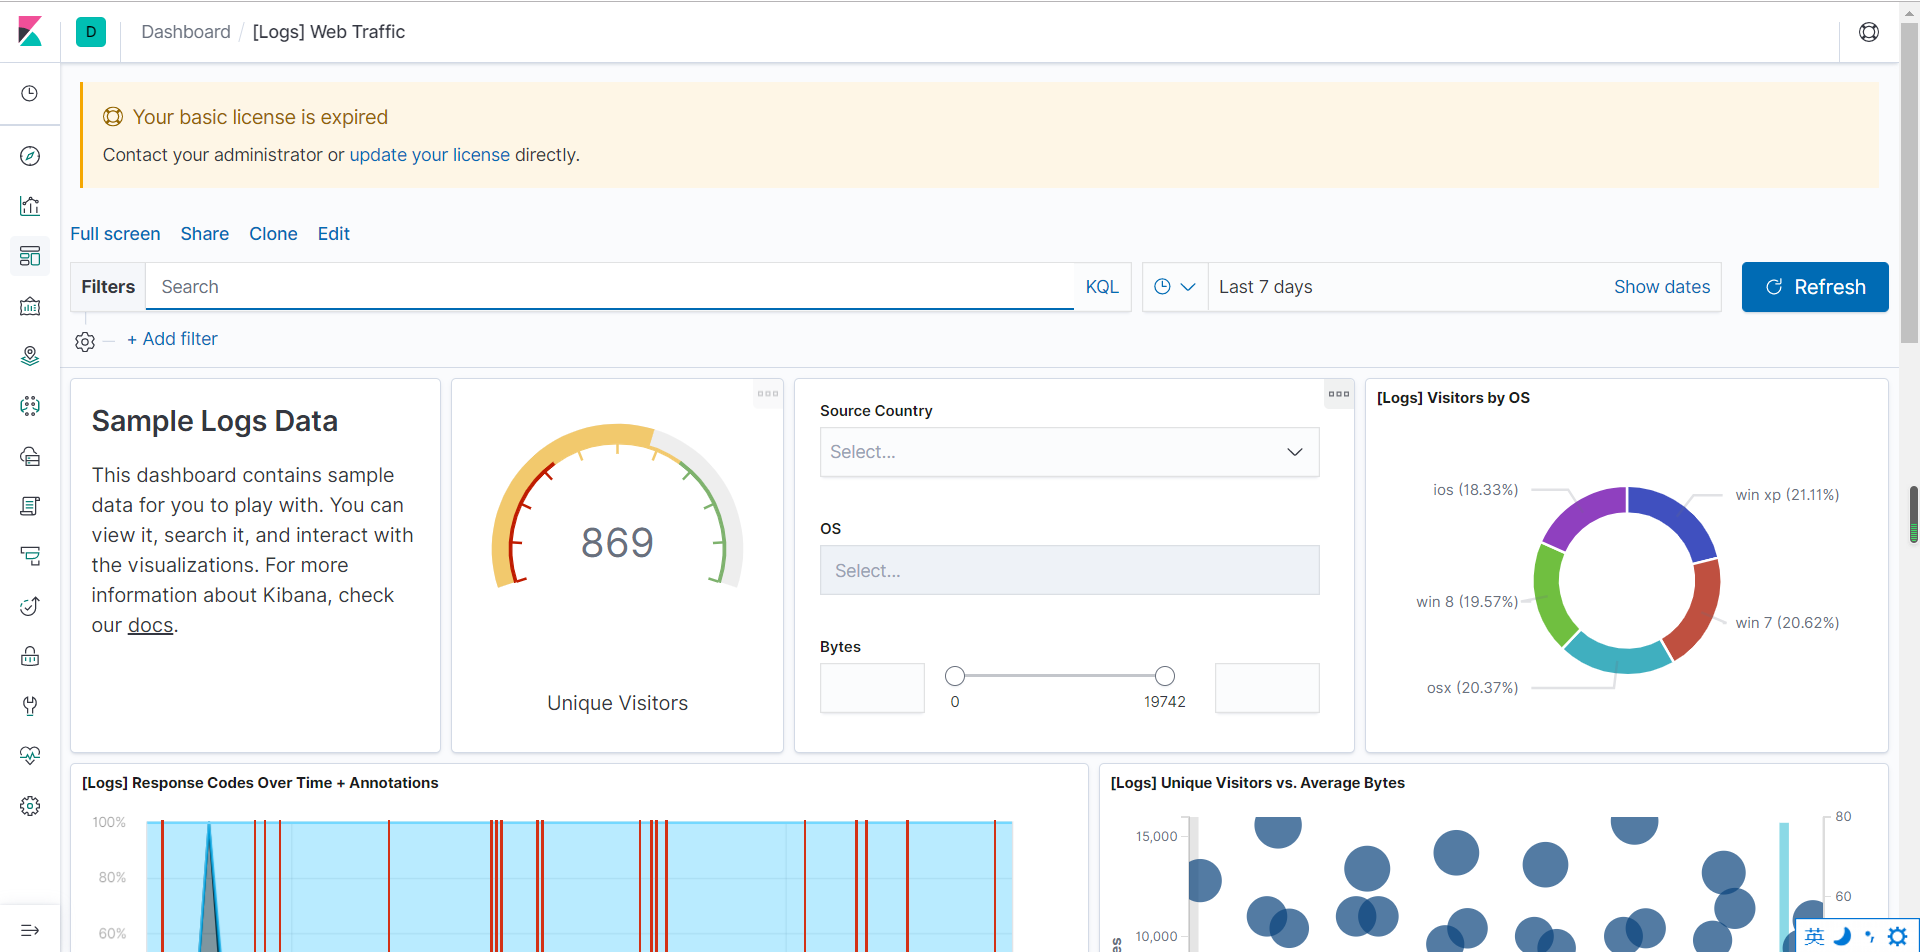 D
Dashboard / [Logs] Web Traffic
Your basic license is expired
Contact your administrator or update your license directly.
Full screen Share Clone Edit
Filters Search KQL Last 7 days Show dates Refresh
+ Add filter
Sample Logs Data
This dashboard contains sample
data for you to play with. You can
view it, search it, and interact with
the visualizations. For more
information about Kibana, check
our docs.
869
Unique Visitors
Source Country
Select...
OS
Select...
Bytes
0 19742
[Logs] Visitors by OS
ios (18.33%)
win xp (21.11%)
win 8 (19.57%)
win 7 (20.62%)
osx (20.37%)
[Logs] Response Codes Over Time + Annotations
100%
80%
60%
[Logs] Unique Visitors vs. Average Bytes
15,000
10,000
80
60
英